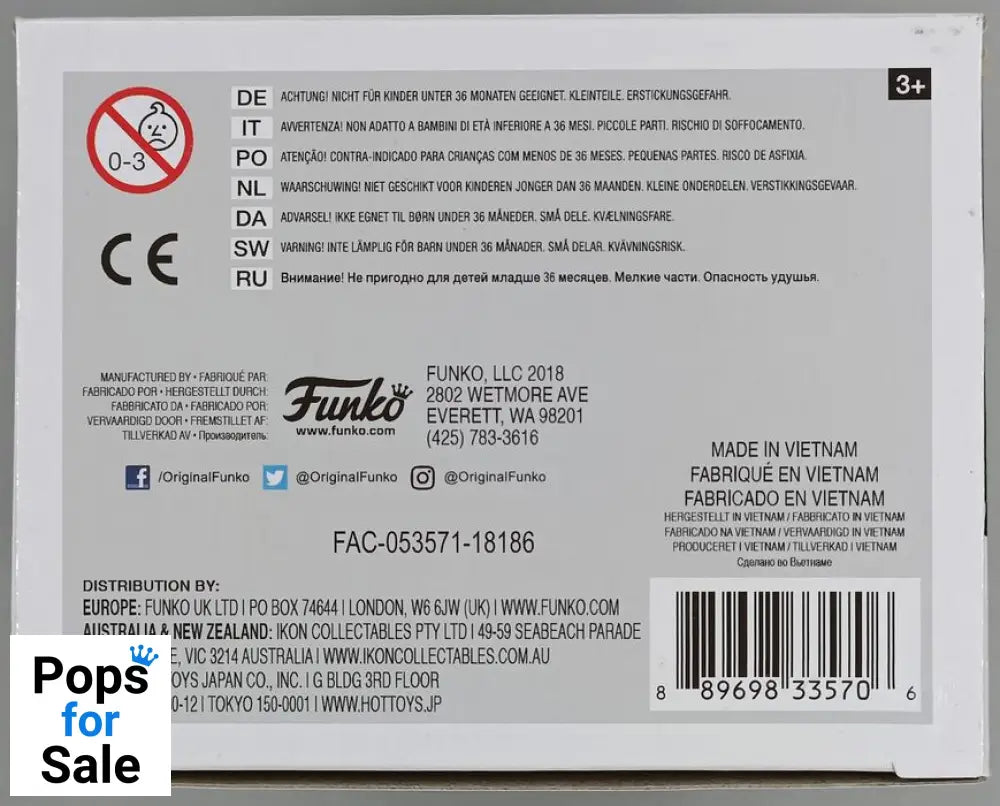 3+
0-3
DE ACHTUNG! NICHT FÜR KINDER UNTER 36 MONATEN GEEIGNET. KLEINTEILE. ERSTICKUNGSGEFAHR.
IT AVVERTENZA! NON ADATTO A BAMBINI DI ETÀ INFERIORE A 36 MESI. PICCOLE PARTI. RISCHIO DI SOFFOCAMENTO.
PO ATENÇÃO! CONTRA-INDICADO PARA CRIANÇAS COM MENOS DE 36 MESES. PEQUENAS PARTES. RISCO DE ASFIXIA.
NL WAARSCHUWING! NIET GESCHIKT VOOR KINDEREN JONGER DAN 36 MAANDEN. KLEINE ONDERDELEN. VERSTIKKINGSGEVAAR.
DA ADVARSEL! IKKE EGNET TIL BØRN UNDER 36 MÅNEDER. SMÅ DELE. KVÆLNINGSFARE.
SW VARNING! INTE LÄMPLIG FÖR BARN UNDER 36 MÅNADER. SMÅ DELAR. KVÄVNINGSRISK.
RU Внимание! Не пригодно для детей младше 36 месяцев. Мелкие части. Опасность удушья.
CE
MANUFACTURED BY • FABRIQUÉ PAR:
FABRICADO POR • HERGESTELLT DURCH:
FABBRICATO DA • FABRICADO POR:
VERVAARDIGD DOOR • FREMSTILLET AF:
TILLVERKAD AV • Производитель:
Funko
www.funko.com
FUNKO, LLC 2018
2802 WETMORE AVE
EVERETT, WA 98201
(425) 783-3616
/OriginalFunko @OriginalFunko @OriginalFunko
FAC-053571-18186
MADE IN VIETNAM
FABRIQUÉ EN VIETNAM
FABRICADO EN VIETNAM
HERGESTELLT IN VIETNAM / FABBRICATO IN VIETNAM
FABRICADO NA VIETNAM / VERVAARDIGD IN VIETNAM
PRODUCERET I VIETNAM / TILLVERKAD I VIETNAM
Сделано во Вьетнаме
DISTRIBUTION BY:
EUROPE: FUNKO UK LTD | PO BOX 74644 | LONDON, W6 6JW (UK) | WWW.FUNKO.COM
AUSTRALIA & NEW ZEALAND: IKON COLLECTABLES PTY LTD | 49-59 SEABEACH PARADE
E, VIC 3214 AUSTRALIA | WWW.IKONCOLLECTABLES.COM.AU
TOYS JAPAN CO., INC. | G BLDG 3RD FLOOR
0-12 | TOKYO 150-0001 | WWW.HOTTOYS.JP
8 89698 33570 6
Pops
for
Sale